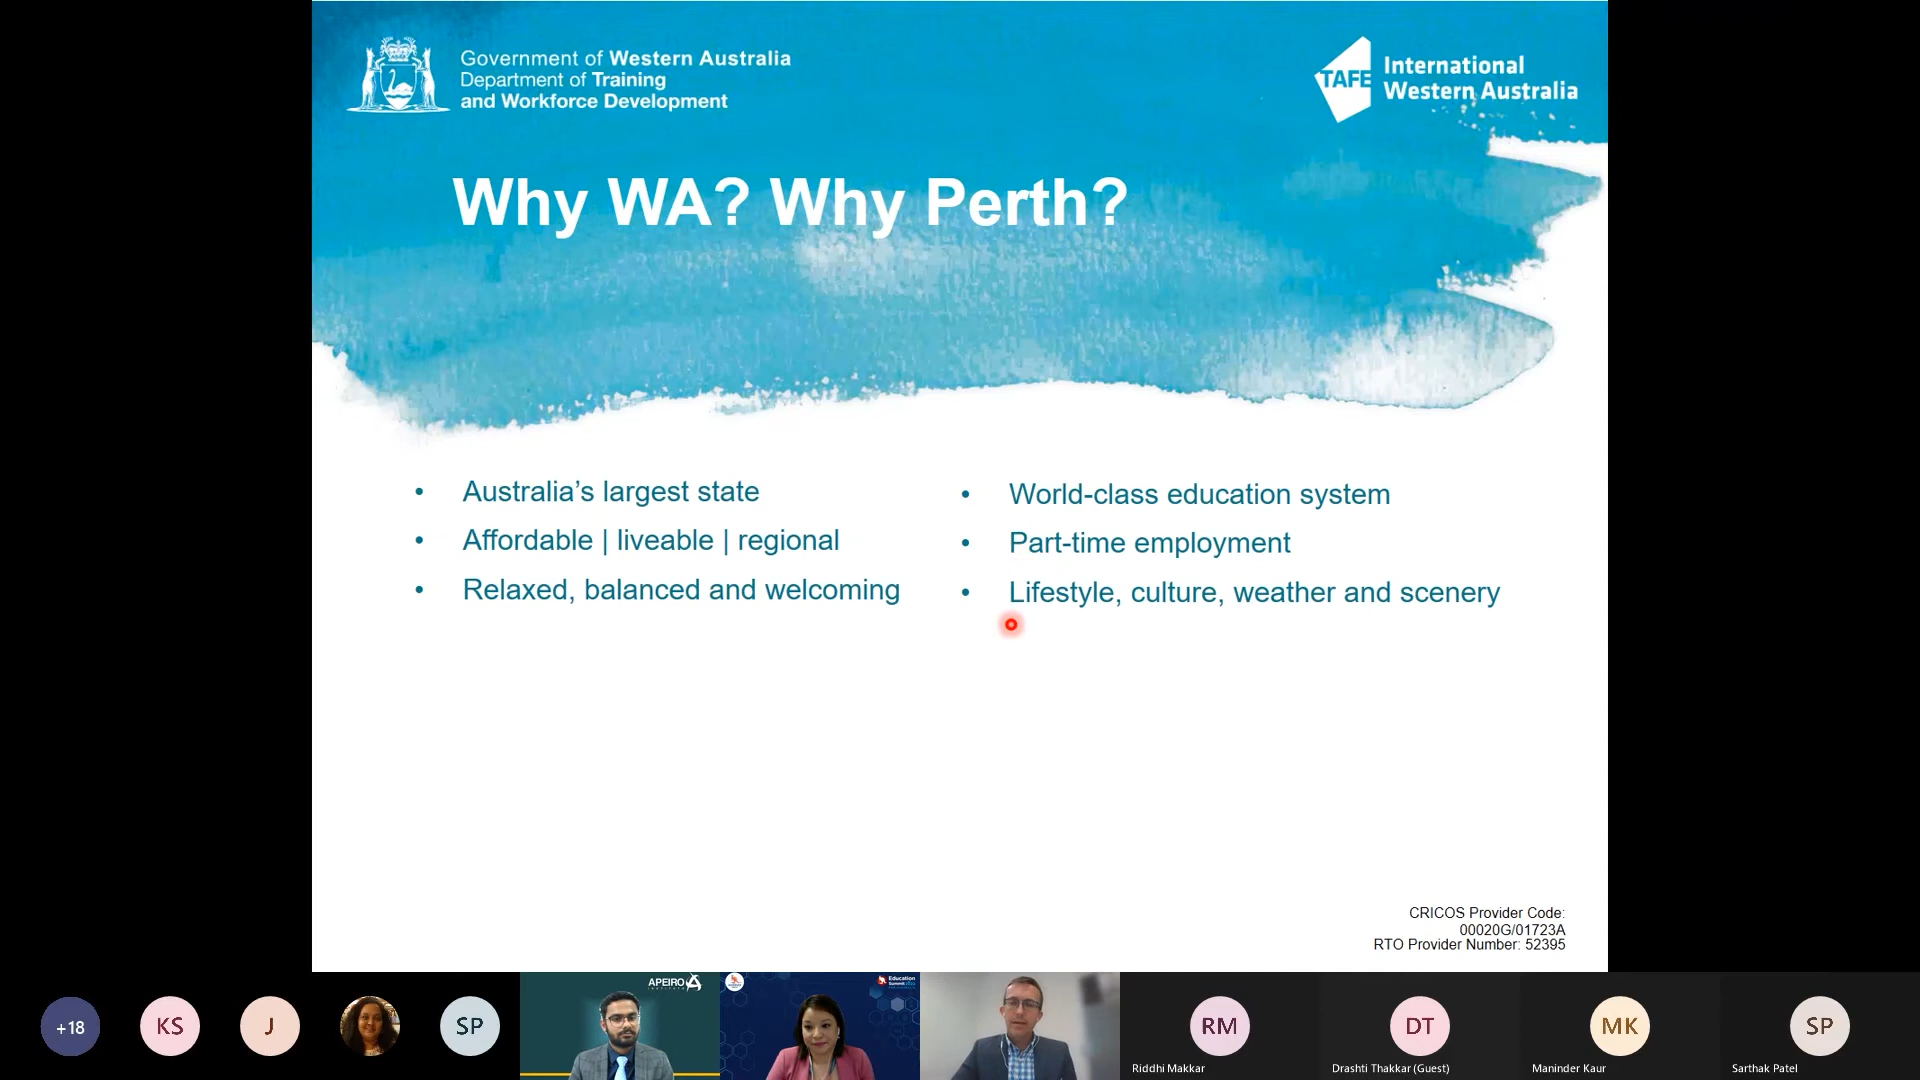 Government of Western Australia
Department of Training
and Workforce Development
TAFE
International
Western Australia
Why WA? Why Perth?
• Australia’s largest state
• Affordable | liveable | regional
• Relaxed, balanced and welcoming
• World-class education system
• Part-time employment
• Lifestyle, culture, weather and scenery
CRICOS Provider Code:
00020G/01723A
RTO Provider Number: 52395
+18
KS
J
SP
APEIRO
Education
RM
Riddhi Makkar
DT
Drashti Thakkar (Guest)
MK
Maninder Kaur
SP
Sarthak Patel